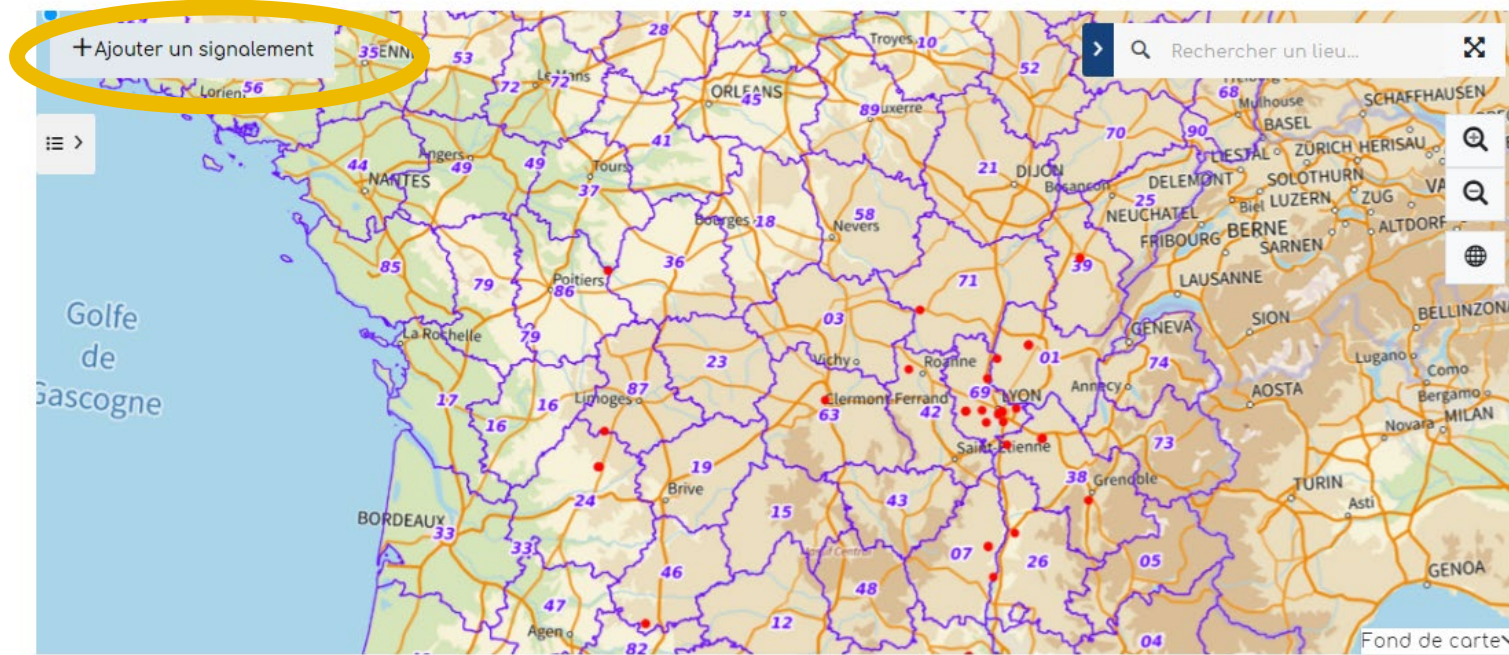 +Ajouter un signalement
Rechercher un lieu...
Fond de carte
91
28
Troyes
10
35
53
Le Mans
72
72
52
68
Mulhouse
SCHAFFHAUSEN
56
ORLEANS
45
89
BASEL
70
90
41
LIESTAL
ZÜRICH
HERISAU
44
Angers
49
49
Tours
21
DIJON
Besançon
DELEMONT
SOLOTHURN
NANTES
37
25
Biel
LUZERN
ZUG
Bourges
18
58
Nevers
NEUCHATEL
BERNE
FRIBOURG
SARNEN
85
79
36
39
Poitiers
86
71
LAUSANNE
Golfe
de
Gascogne
03
SION
BELLINZONA
La Rochelle
79
GENEVA
23
Vichy
Roanne
01
74
Lugano
Como
87
Annecy
AOSTA
Bergamo
17
16
Limoges
Clermont-Ferrand
42
69
LYON
63
Novara
MILAN
16
73
Saint-Etienne
19
38
Grenoble
Brive
24
43
TURIN
Asti
15
BORDEAUX
33
33
07
26
05
46
48
GENOA
47
12
Agen
82
04